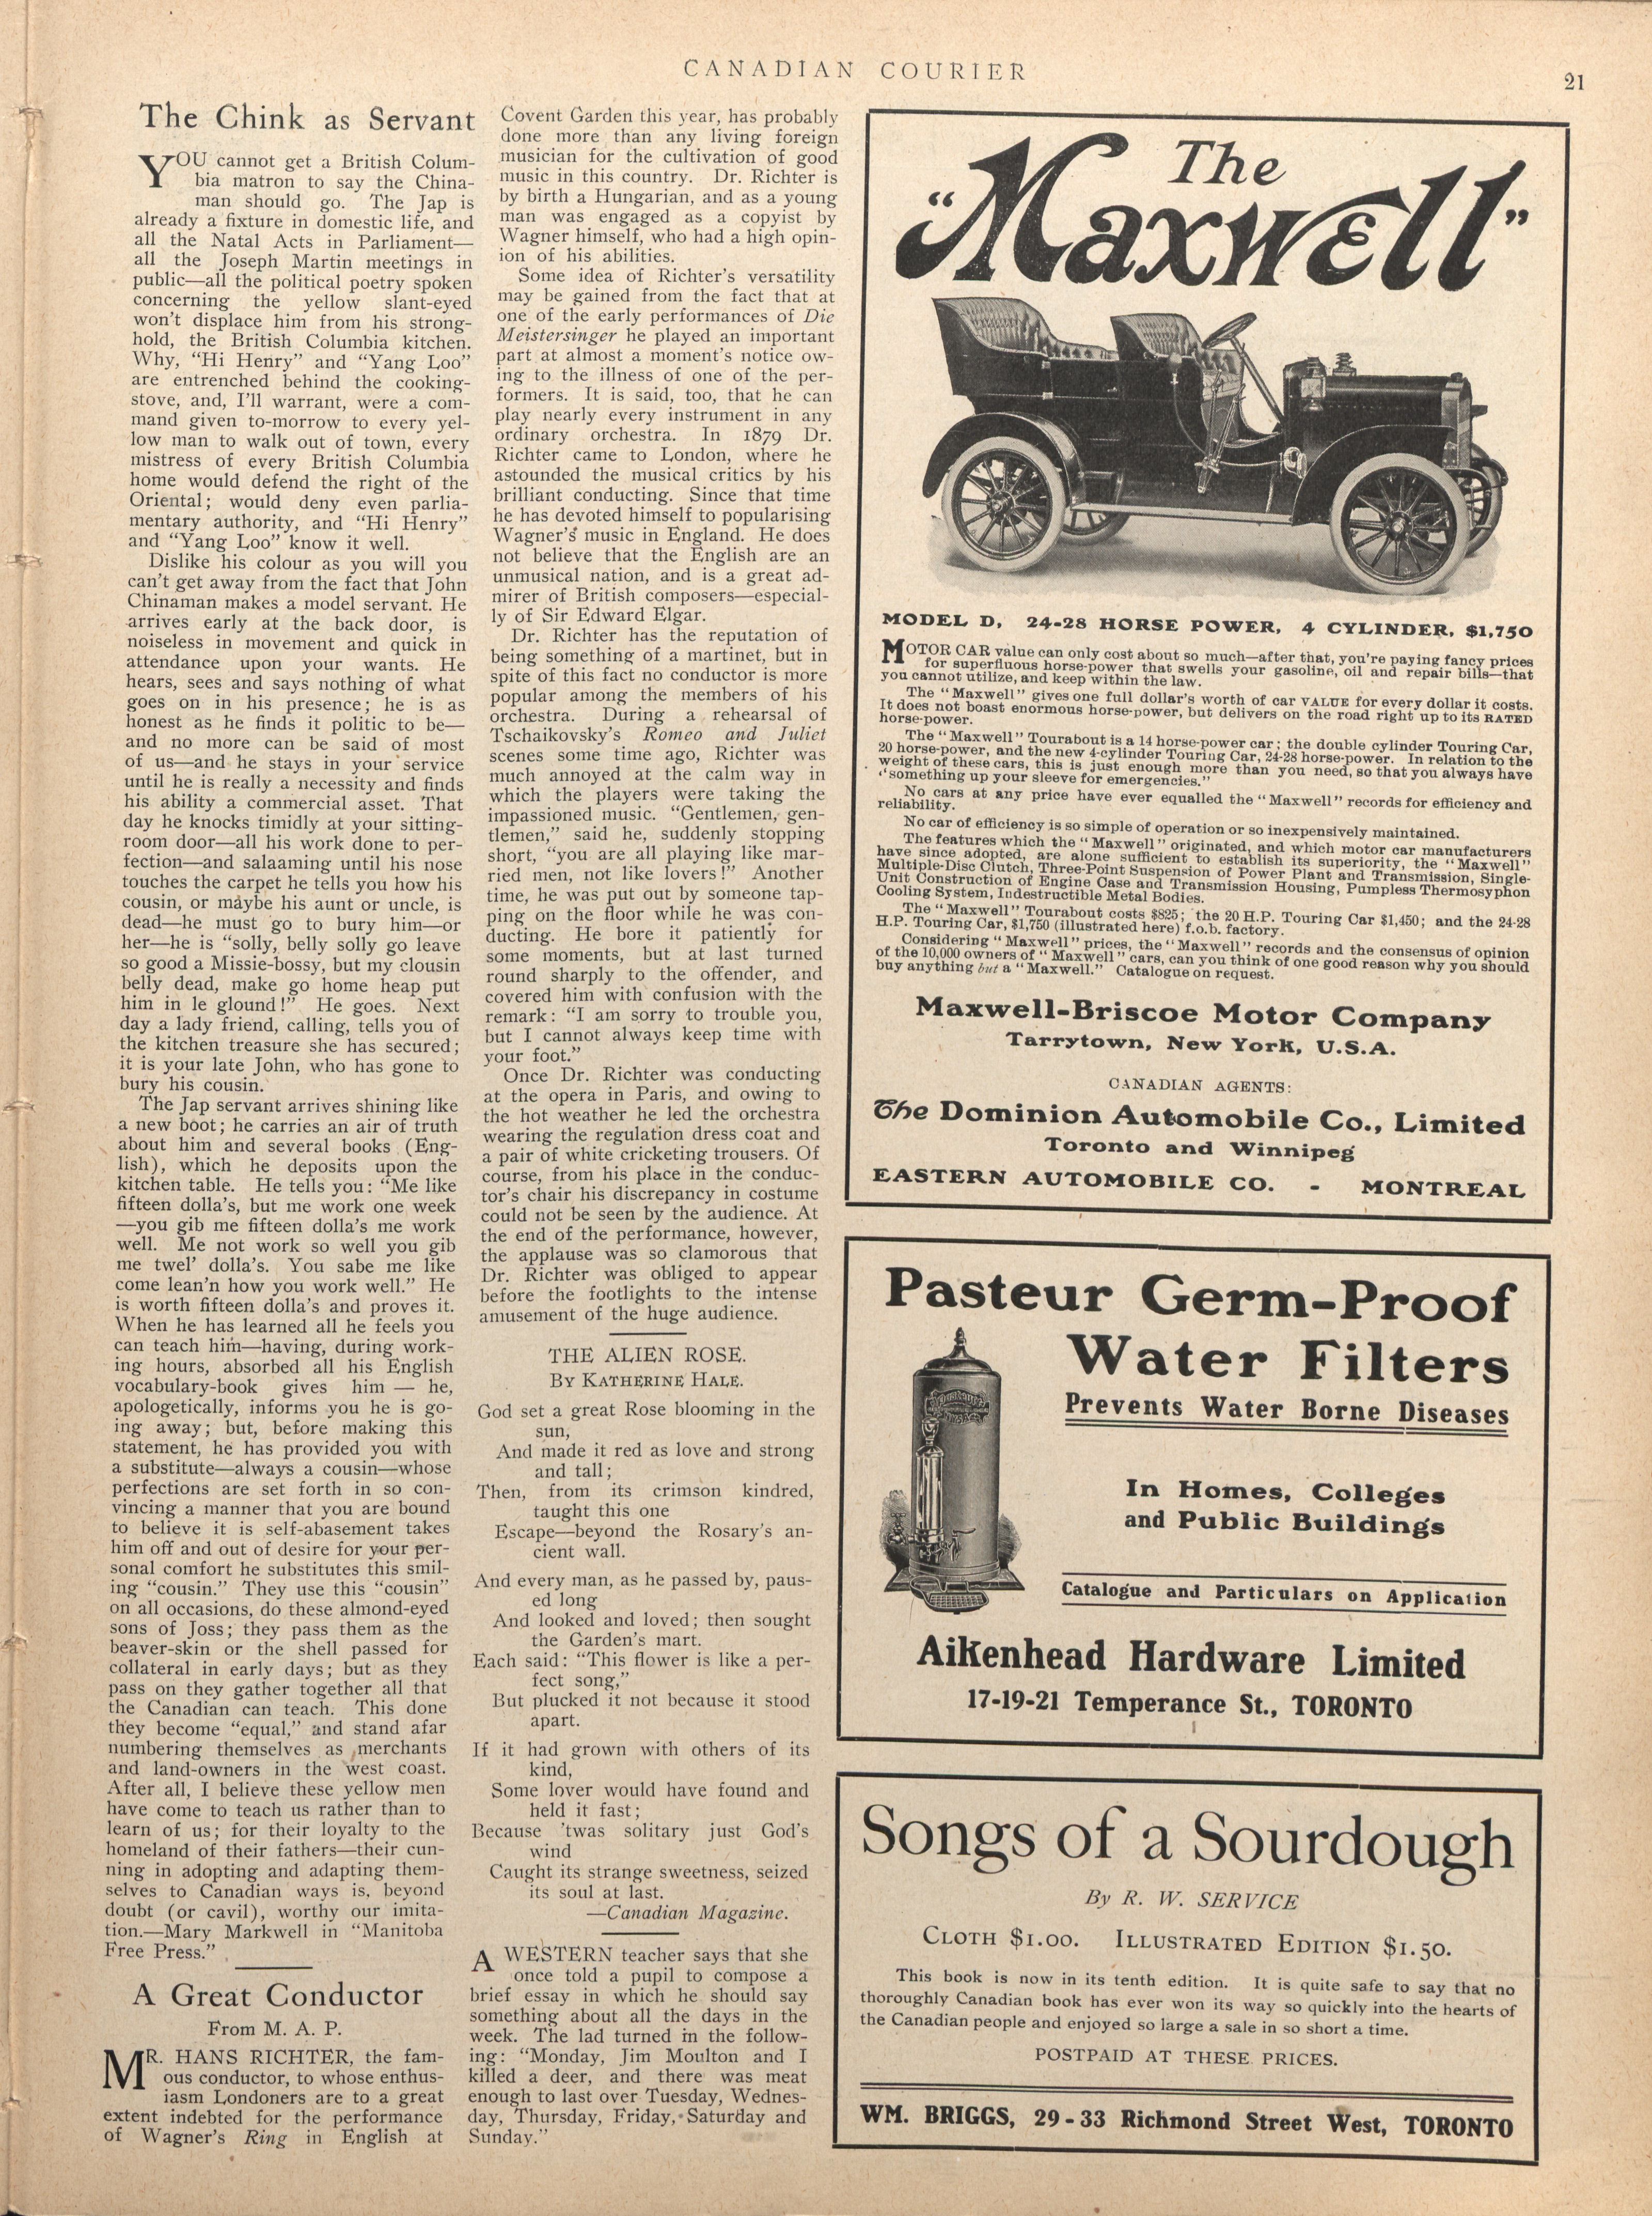 CANADIAN COURIER
21
The Chink as Servant
YOU cannot get a British Colum-
bia matron to say the China-
man should go. The Jap is
already a fixture in domestic life, and
all the Natal Acts in Parliament—
all the Joseph Martin meetings in
public—all the political poetry spoken
concerning the yellow slant-eyed
won't displace him from his strong-
hold, the British Columbia kitchen.
Why, "Hi Henry" and "Yang Loo"
are entrenched behind the cooking-
stove, and, I'll warrant, were a com-
mand given to-morrow to every yel-
low man to walk out of town, every
mistress of every British Columbia
home would defend the right of the
Oriental; would deny even parlia-
mentary authority, and "Hi Henry"
and "Yang Loo" know it well.
Dislike his colour as you will you
can't get away from the fact that John
Chinaman makes a model servant. He
arrives early at the back door, is
noiseless in movement and quick in
attendance upon your wants. He
hears, sees and says nothing of what
goes on in his presence; he is as
honest as he finds it politic to be—
and no more can be said of most
of us—and he stays in your service
until he is really a necessity and finds
his ability a commercial asset. That
day he knocks timidly at your sitting-
room door—all his work done to per-
fection—and salaaming until his nose
touches the carpet he tells you how his
cousin, or maybe his aunt or uncle, is
dead—he must go to bury him—or
her—he is "solly, belly solly go leave
so good a Missie-bossy, but my clousin
belly dead, make go home heap put
him in le glound!" He goes. Next
day a lady friend, calling, tells you of
the kitchen treasure she has secured;
it is your late John, who has gone to
bury his cousin.
The Jap servant arrives shining like
a new boot; he carries an air of truth
about him and several books (Eng-
lish), which he deposits upon the
kitchen table. He tells you: "Me like
fifteen dolla's, but me work one week
—you gib me fifteen dolla's me work
well. Me not work so well you gib
me twel' dolla's. You sabe me like
come lean'n how you work well." He
is worth fifteen dolla's and proves it.
When he has learned all he feels you
can teach him—having, during work-
ing hours, absorbed all his English
vocabulary-book gives him — he,
apologetically, informs you he is go-
ing away; but, before making this
statement, he has provided you with
a substitute—always a cousin—whose
perfections are set forth in so con-
vincing a manner that you are bound
to believe it is self-abasement takes
him off and out of desire for your per-
sonal comfort he substitutes this smil-
ing "cousin." They use this "cousin"
on all occasions, do these almond-eyed
sons of Joss; they pass them as the
beaver-skin or the shell passed for
collateral in early days; but as they
pass on they gather together all that
the Canadian can teach. This done
they become "equal," and stand afar
numbering themselves as merchants
and land-owners in the west coast.
After all, I believe these yellow men
have come to teach us rather than to
learn of us; for their loyalty to the
homeland of their fathers—their cun-
ning in adopting and adapting them-
selves to Canadian ways is, beyond
doubt (or cavil), worthy our imita-
tion.—Mary Markwell in "Manitoba
Free Press."
A Great Conductor
From M. A. P.
MR. HANS RICHTER, the fam-
ous conductor, to whose enthus-
iasm Londoners are to a great
extent indebted for the performance
of Wagner's Ring in English at
Covent Garden this year, has probably
done more than any living foreign
musician for the cultivation of good
music in this country. Dr. Richter is
by birth a Hungarian, and as a young
man was engaged as a copyist by
Wagner himself, who had a high opin-
ion of his abilities.
Some idea of Richter's versatility
may be gained from the fact that at
one of the early performances of Die
Meistersinger he played an important
part at almost a moment's notice ow-
ing to the illness of one of the per-
formers. It is said, too, that he can
play nearly every instrument in any
ordinary orchestra. In 1879 Dr.
Richter came to London, where he
astounded the musical critics by his
brilliant conducting. Since that time
he has devoted himself to popularising
Wagner's music in England. He does
not believe that the English are an
unmusical nation, and is a great ad-
mirer of British composers—especial-
ly of Sir Edward Elgar.
Dr. Richter has the reputation of
being something of a martinet, but in
spite of this fact no conductor is more
popular among the members of his
orchestra. During a rehearsal of
Tschaikovsky's Romeo and Juliet
scenes some time ago, Richter was
much annoyed at the calm way in
which the players were taking the
impassioned music. "Gentlemen, gen-
tlemen," said he, suddenly stopping
short, "you are all playing like mar-
ried men, not like lovers!" Another
time, he was put out by someone tap-
ping on the floor while he was con-
ducting. He bore it patiently for
some moments, but at last turned
round sharply to the offender, and
covered him with confusion with the
remark: "I am sorry to trouble you,
but I cannot always keep time with
your foot."
Once Dr. Richter was conducting
at the opera in Paris, and owing to
the hot weather he led the orchestra
wearing the regulation dress coat and
a pair of white cricketing trousers. Of
course, from his place in the conduc-
tor's chair his discrepancy in costume
could not be seen by the audience. At
the end of the performance, however,
the applause was so clamorous that
Dr. Richter was obliged to appear
before the footlights to the intense
amusement of the huge audience.
THE ALIEN ROSE.
BY KATHERINE HALE.
God set a great Rose blooming in the
sun,
And made it red as love and strong
and tall;
Then, from its crimson kindred,
taught this one
Escape—beyond the Rosary's an-
cient wall.
And every man, as he passed by, paus-
ed long
And looked and loved; then sought
the Garden's mart.
Each said: "This flower is like a per-
fect song,"
But plucked it not because it stood
apart.
If it had grown with others of its
kind,
Some lover would have found and
held it fast;
Because 'twas solitary just God's
wind
Caught its strange sweetness, seized
its soul at last.
—Canadian Magazine.
A WESTERN teacher says that she
once told a pupil to compose a
brief essay in which he should say
something about all the days in the
week. The lad turned in the follow-
ing: "Monday, Jim Moulton and I
killed a deer, and there was meat
enough to last over Tuesday, Wednes-
day, Thursday, Friday, Saturday and
Sunday."
The
"Maxwell"
MODEL D, 24-28 HORSE POWER, 4 CYLINDER, $1,750
MOTOR CAR value can only cost about so much—after that, you're paying fancy prices
for superfluous horse-power that swells your gasoline, oil and repair bills—that
you cannot utilize, and keep within the law.
The "Maxwell" gives one full dollar's worth of car VALUE for every dollar it costs.
It does not boast enormous horse-power, but delivers on the road right up to its RATED
horse-power.
The "Maxwell" Tourabout is a 14 horse-power car; the double cylinder Touring Car,
20 horse-power, and the new 4-cylinder Touring Car, 24-28 horse-power. In relation to the
weight of these cars, this is just enough more than you need, so that you always have
"something up your sleeve for emergencies."
No cars at any price have ever equalled the "Maxwell" records for efficiency and
reliability.
No car of efficiency is so simple of operation or so inexpensively maintained.
The features which the "Maxwell" originated, and which motor car manufacturers
have since adopted, are alone sufficient to establish its superiority, the "Maxwell"
Multiple-Disc Clutch, Three-Point Suspension of Power Plant and Transmission, Single-
Unit Construction of Engine Case and Transmission Housing, Pumpless Thermosyphon
Cooling System, Indestructible Metal Bodies.
The "Maxwell" Tourabout costs $825; the 20 H.P. Touring Car $1,450; and the 24-28
H.P. Touring Car, $1,750 (illustrated here) f.o.b. factory.
Considering "Maxwell" prices, the "Maxwell" records and the consensus of opinion
of the 10,000 owners of "Maxwell" cars, can you think of one good reason why you should
buy anything but a "Maxwell." Catalogue on request.
Maxwell-Briscoe Motor Company
Tarrytown, New York, U.S.A.
CANADIAN AGENTS:
The Dominion Automobile Co., Limited
Toronto and Winnipeg
EASTERN AUTOMOBILE CO. - MONTREAL
Pasteur Germ-Proof
Water Filters
Prevents Water Borne Diseases
In Homes, Colleges
and Public Buildings
Catalogue and Particulars on Application
Aikenhead Hardware Limited
17-19-21 Temperance St., TORONTO
Songs of a Sourdough
By R. W. SERVICE
CLOTH $1.00. ILLUSTRATED EDITION $1.50.
This book is now in its tenth edition. It is quite safe to say that no
thoroughly Canadian book has ever won its way so quickly into the hearts of
the Canadian people and enjoyed so large a sale in so short a time.
POSTPAID AT THESE PRICES.
WM. BRIGGS, 29-33 Richmond Street West, TORONTO